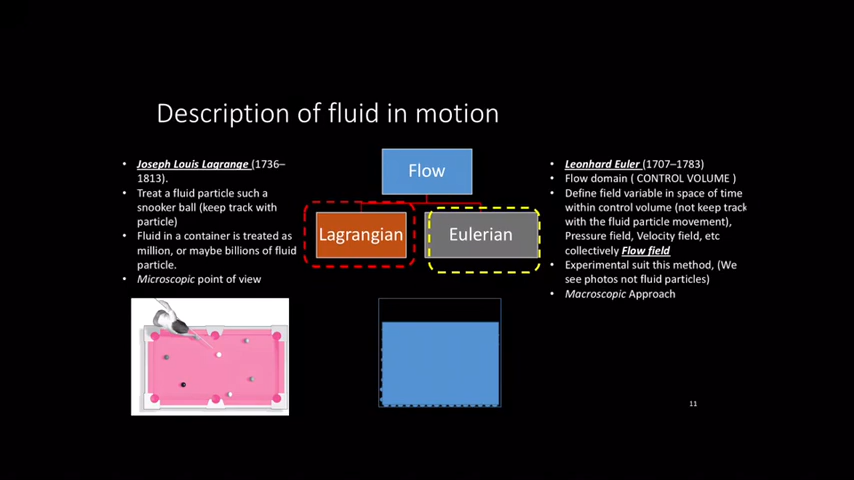 Description of fluid in motion
• Joseph Louis Lagrange (1736–
1813).
• Treat a fluid particle such a
snooker ball (keep track with
particle)
• Fluid in a container is treated as
million, or maybe billions of fluid
particle.
• Microscopic point of view
Flow
Lagrangian
Eulerian
• Leonhard Euler (1707–1783)
• Flow domain ( CONTROL VOLUME )
• Define field variable in space of time
within control volume (not keep track
with the fluid particle movement),
Pressure field, Velocity field, etc
collectively Flow field
• Experimental suit this method, (We
see photos not fluid particles)
• Macroscopic Approach
11